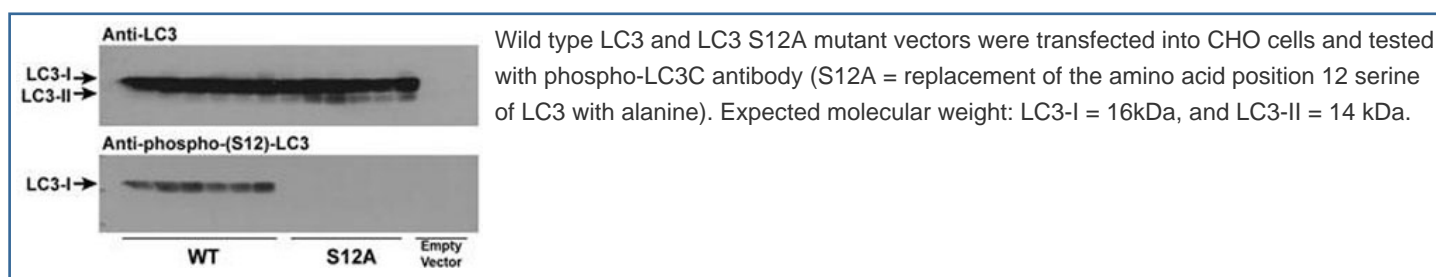 Anti-LC3
LC3-I
LC3-II
Anti-phospho-(S12)-LC3
LC3-I
WT
S12A
Empty
Vector
Wild type LC3 and LC3 S12A mutant vectors were transfected into CHO cells and tested
with phospho-LC3C antibody (S12A = replacement of the amino acid position 12 serine
of LC3 with alanine). Expected molecular weight: LC3-I = 16kDa, and LC3-II = 14 kDa.